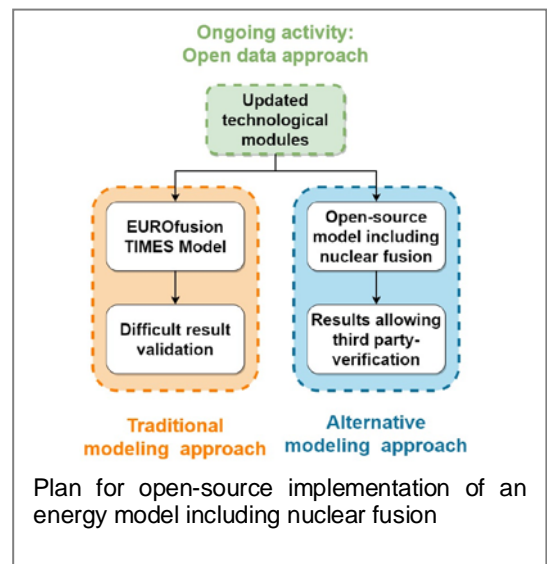 Ongoing activity:
Open data approach
Updated
technological
modules
EUROfusion
TIMES Model
Difficult result
validation
Traditional
modeling approach
Open-source
model including
nuclear fusion
Results allowing
third party-
verification
Alternative
modeling approach
Plan for open-source implementation of an
energy model including nuclear fusion